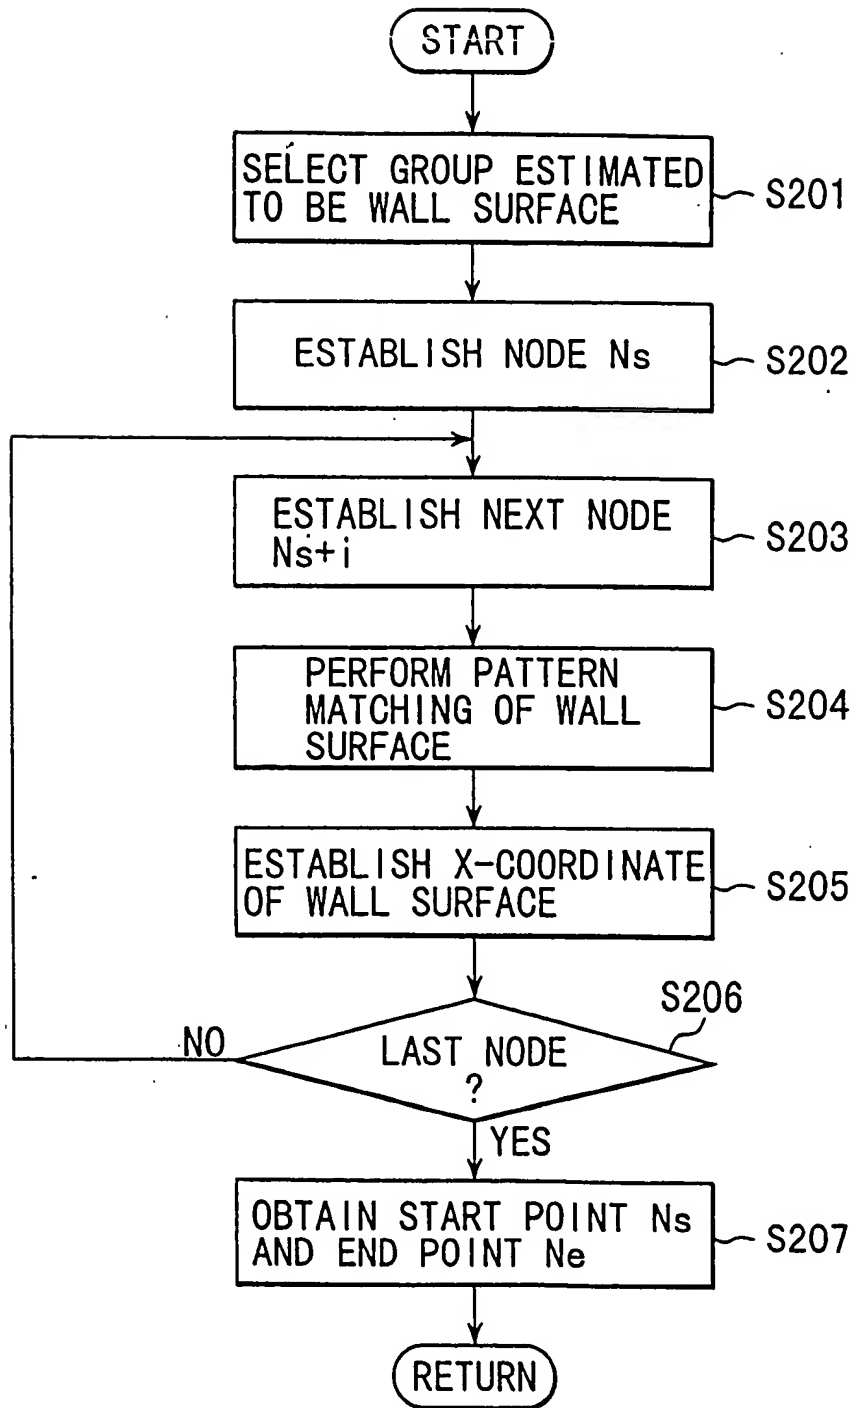 START
SELECT GROUP ESTIMATED
TO BE WALL SURFACE
S201
ESTABLISH NODE Ns
S202
ESTABLISH NEXT NODE
Ns+i
S203
PERFORM PATTERN
MATCHING OF WALL
SURFACE
S204
ESTABLISH X-COORDINATE
OF WALL SURFACE
S205
S206
NO
LAST NODE
?
YES
OBTAIN START POINT Ns
AND END POINT Ne
S207
RETURN